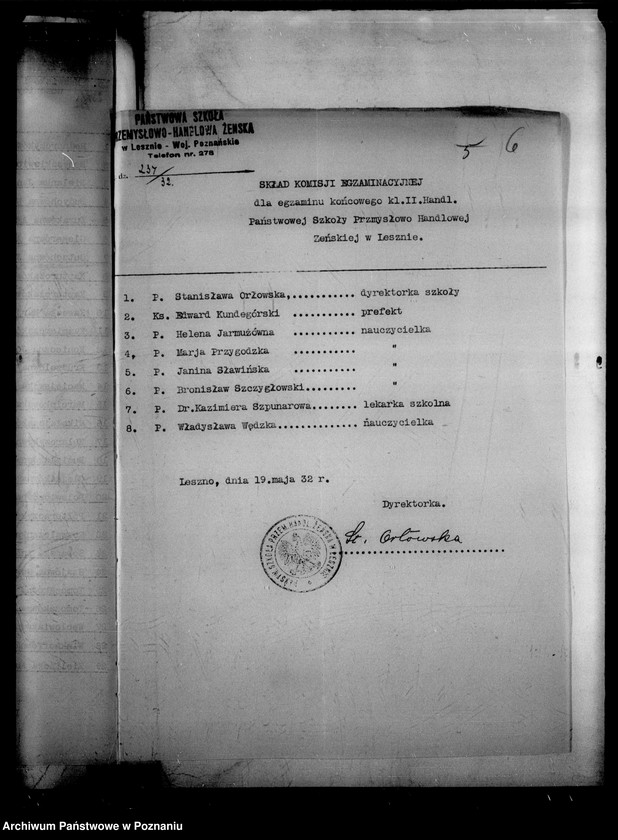 PAŃSTWOWA SZKOŁA
ZEMYSŁOWO-HANDLOWA ŻEŃSKA
w Lesznie - Woj. Poznańskie
Telefon nr. 278
dz. 237/32.
5 6
SKŁAD KOMISJI EGZAMINACYJNEJ
dla egzaminu końcowego kl.II.Handl.
Państwowej Szkoły Przmysłowo Handlowej
Żeńskiej w Lesznie.
1. P. Stanisława Orłowska,........... dyrektorka szkoły
2. Ks. Edward Kundegórski ........... prefekt
3. P. Helena Jarmużówna ........... nauczycielka
4, P. Marja Przygodzka ........... "
5. P. Janina Sławińska ........... "
6. P. Bronisław Szczygłowski......... "
7. P. Dr.Kazimiera Szpunarowa........ lekarka szkolna
8. P. Władysława Wędzka.............. nauczycielka
Leszno, dnia 19.maja 32 r.
Dyrektorka.
St. Orłowska
Archiwum Państwowe w Poznaniu